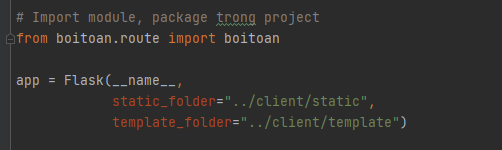 # Import module, package trong project
from boitoan.route import boitoan
app = Flask(__name__,
static_folder="../client/static",
template_folder="../client/template")